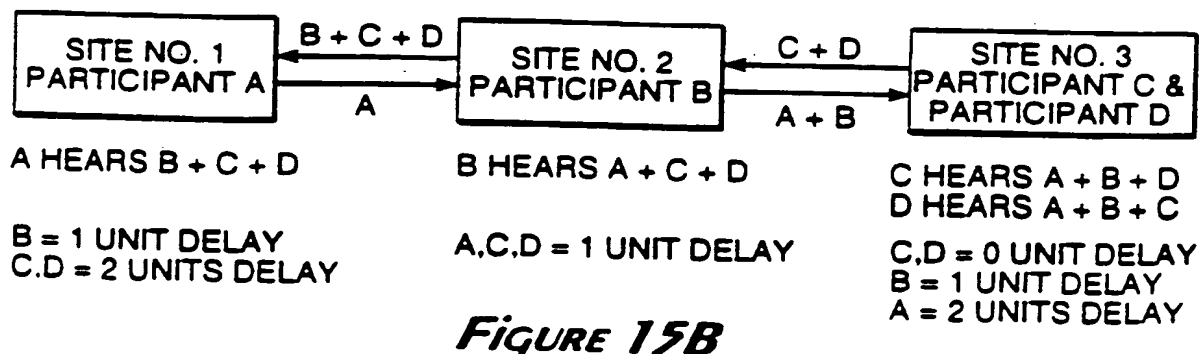 SITE NO. 1
PARTICIPANT A
B + C + D
A
SITE NO. 2
PARTICIPANT B
C + D
A + B
SITE NO. 3
PARTICIPANT C &
PARTICIPANT D
A HEARS B + C + D
B = 1 UNIT DELAY
C,D = 2 UNITS DELAY
B HEARS A + C + D
A,C,D = 1 UNIT DELAY
C HEARS A + B + D
D HEARS A + B + C
C,D = 0 UNIT DELAY
B = 1 UNIT DELAY
A = 2 UNITS DELAY
FIGURE 15B